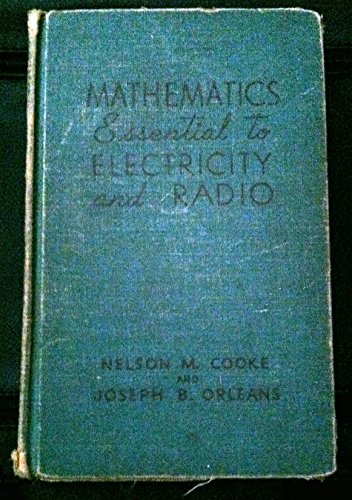 MATHEMATICS
Essential to
ELECTRICITY
and RADIO
NELSON M. COOKE
AND
JOSEPH B. ORLEANS